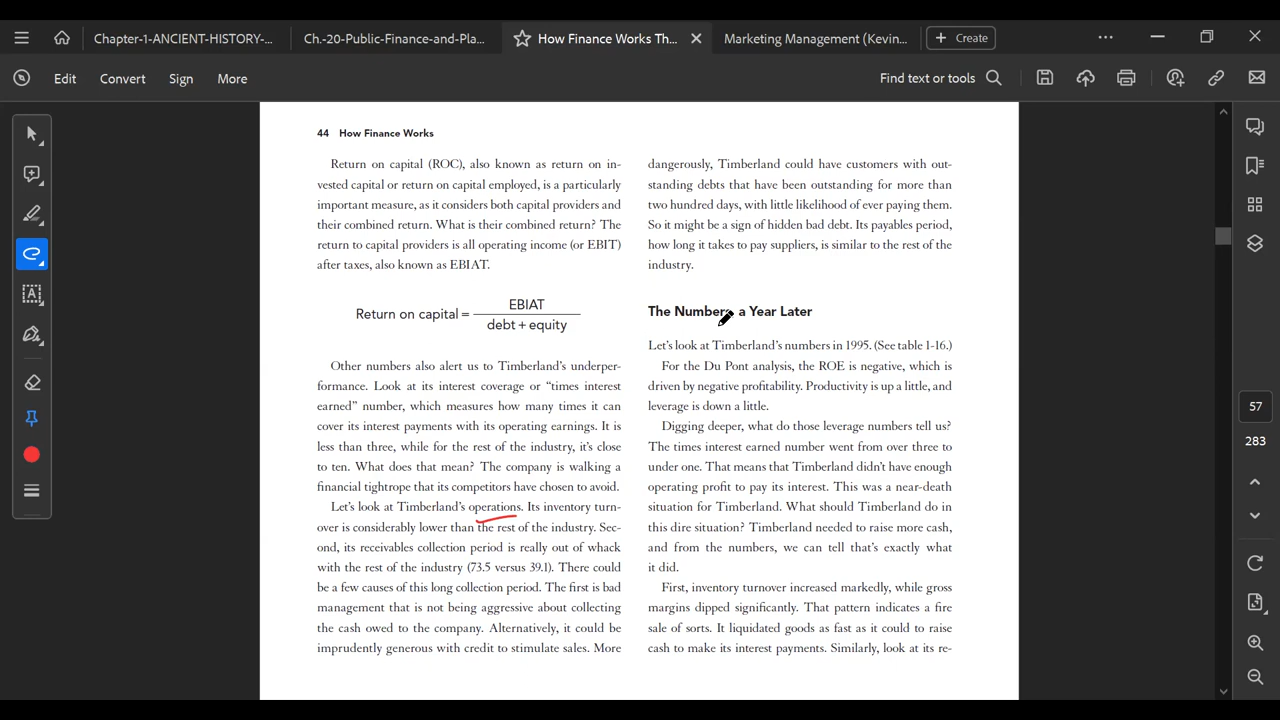 Chapter-1-ANCIENT-HISTORY-...
Ch.-20-Public-Finance-and-Pla...
How Finance Works Th...
Marketing Management (Kevin...
Create
Edit
Convert
Sign
More
Find text or tools
44 How Finance Works
Return on capital (ROC), also known as return on in-
vested capital or return on capital employed, is a particularly
important measure, as it considers both capital providers and
their combined return. What is their combined return? The
return to capital providers is all operating income (or EBIT)
after taxes, also known as EBIAT.
Return on capital = EBIAT
debt + equity
Other numbers also alert us to Timberland's underper-
formance. Look at its interest coverage or “times interest
earned” number, which measures how many times it can
cover its interest payments with its operating earnings. It is
less than three, while for the rest of the industry, it's close
to ten. What does that mean? The company is walking a
financial tightrope that its competitors have chosen to avoid.
Let's look at Timberland's operations. Its inventory turn-
over is considerably lower than the rest of the industry. Sec-
ond, its receivables collection period is really out of whack
with the rest of the industry (73.5 versus 39.1). There could
be a few causes of this long collection period. The first is bad
management that is not being aggressive about collecting
the cash owed to the company. Alternatively, it could be
imprudently generous with credit to stimulate sales. More
dangerously, Timberland could have customers with out-
standing debts that have been outstanding for more than
two hundred days, with little likelihood of ever paying them.
So it might be a sign of hidden bad debt. Its payables period,
how long it takes to pay suppliers, is similar to the rest of the
industry.
The Numbers, a Year Later
Let's look at Timberland's numbers in 1995. (See table 1-16.)
For the Du Pont analysis, the ROE is negative, which is
driven by negative profitability. Productivity is up a little, and
leverage is down a little.
Digging deeper, what do those leverage numbers tell us?
The times interest earned number went from over three to
under one. That means that Timberland didn't have enough
operating profit to pay its interest. This was a near-death
situation for Timberland. What should Timberland do in
this dire situation? Timberland needed to raise more cash,
and from the numbers, we can tell that's exactly what
it did.
First, inventory turnover increased markedly, while gross
margins dipped significantly. That pattern indicates a fire
sale of sorts. It liquidated goods as fast as it could to raise
cash to make its interest payments. Similarly, look at its re-
57
283